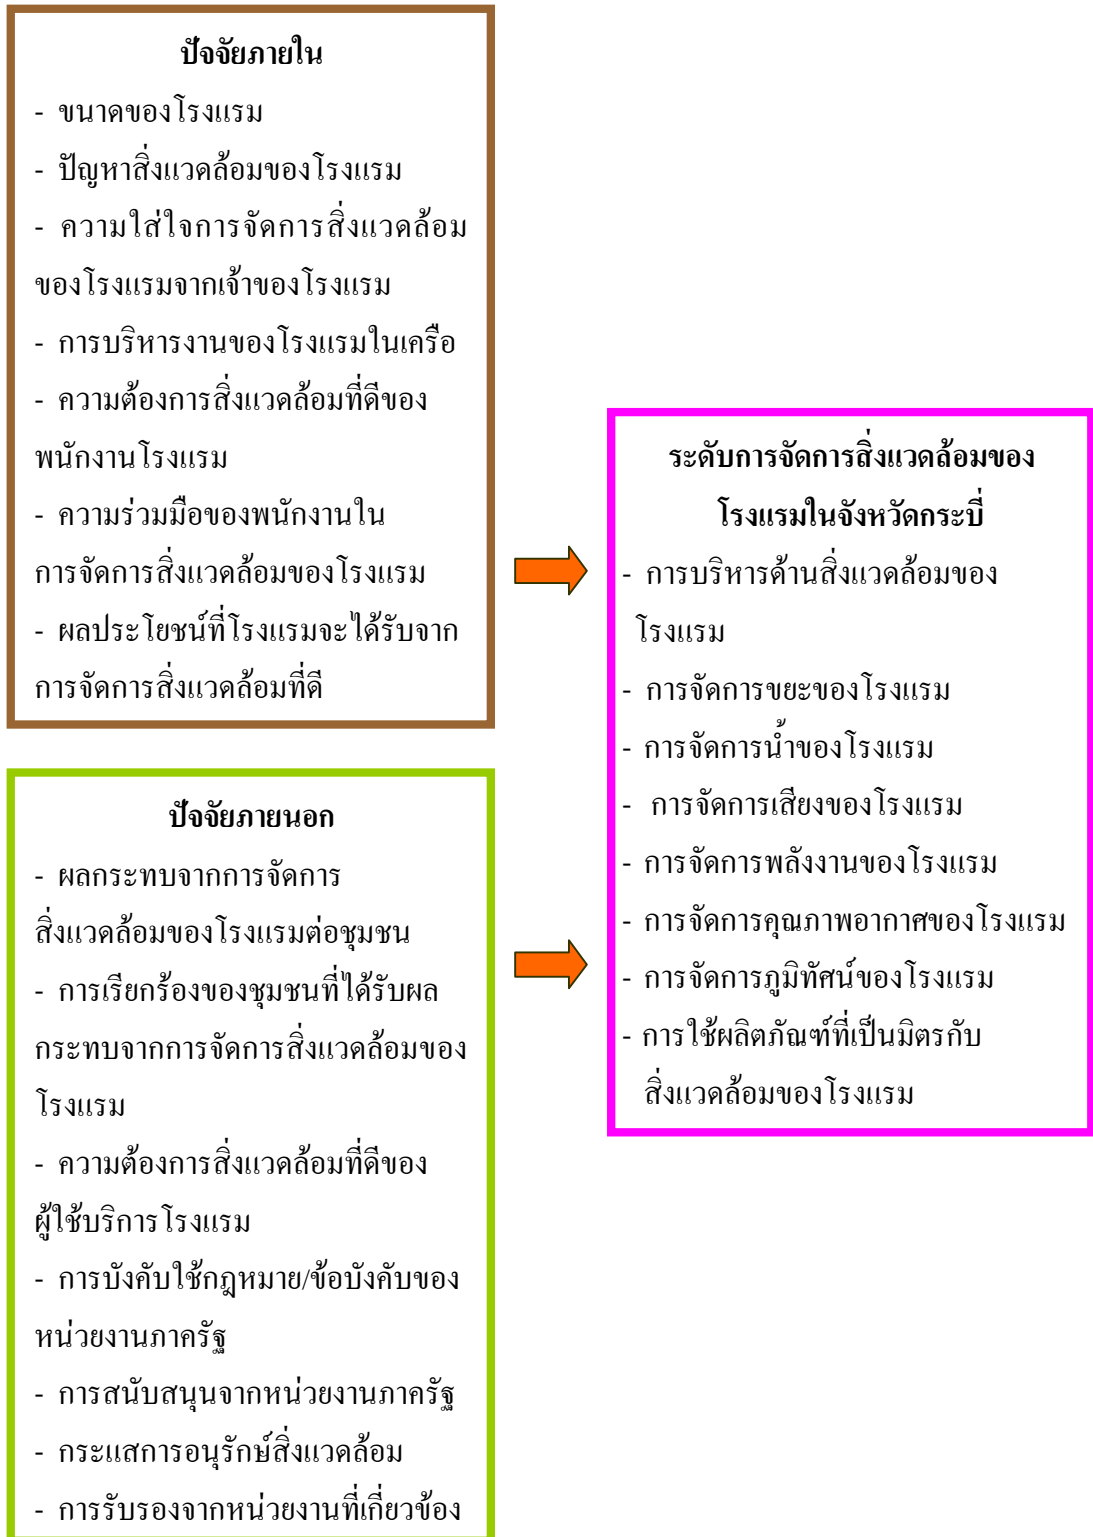 ปัจจัยภายใน
- ขนาดของโรงแรม
- ปัญหาสิ่งแวดล้อมของโรงแรม
- ความใส่ใจการจัดการสิ่งแวดล้อม
ของโรงแรมจากเจ้าของโรงแรม
- การบริหารงานของโรงแรมในเครือ
- ความต้องการสิ่งแวดล้อมที่ดีของ
พนักงานโรงแรม
- ความร่วมมือของพนักงานใน
การจัดการสิ่งแวดล้อมของโรงแรม
- ผลประโยชน์ที่โรงแรมจะได้รับจาก
การจัดการสิ่งแวดล้อมที่ดี
ปัจจัยภายนอก
- ผลกระทบจากการจัดการ
สิ่งแวดล้อมของโรงแรมต่อชุมชน
- การเรียกร้องของชุมชนที่ได้รับผล
กระทบจากการจัดการสิ่งแวดล้อมของ
โรงแรม
- ความต้องการสิ่งแวดล้อมที่ดีของ
ผู้ใช้บริการโรงแรม
- การบังคับใช้กฎหมาย/ข้อบังคับของ
หน่วยงานภาครัฐ
- การสนับสนุนจากหน่วยงานภาครัฐ
- กระแสการอนุรักษ์สิ่งแวดล้อม
- การรับรองจากหน่วยงานที่เกี่ยวข้อง
ระดับการจัดการสิ่งแวดล้อมของ
โรงแรมในจังหวัดกระบี่
- การบริหารด้านสิ่งแวดล้อมของ
โรงแรม
- การจัดการขยะของโรงแรม
- การจัดการน้ำของโรงแรม
- การจัดการเสียงของโรงแรม
- การจัดการพลังงานของโรงแรม
- การจัดการคุณภาพอากาศของโรงแรม
- การจัดการภูมิทัศน์ของโรงแรม
- การใช้ผลิตภัณฑ์ที่เป็นมิตรกับ
สิ่งแวดล้อมของโรงแรม